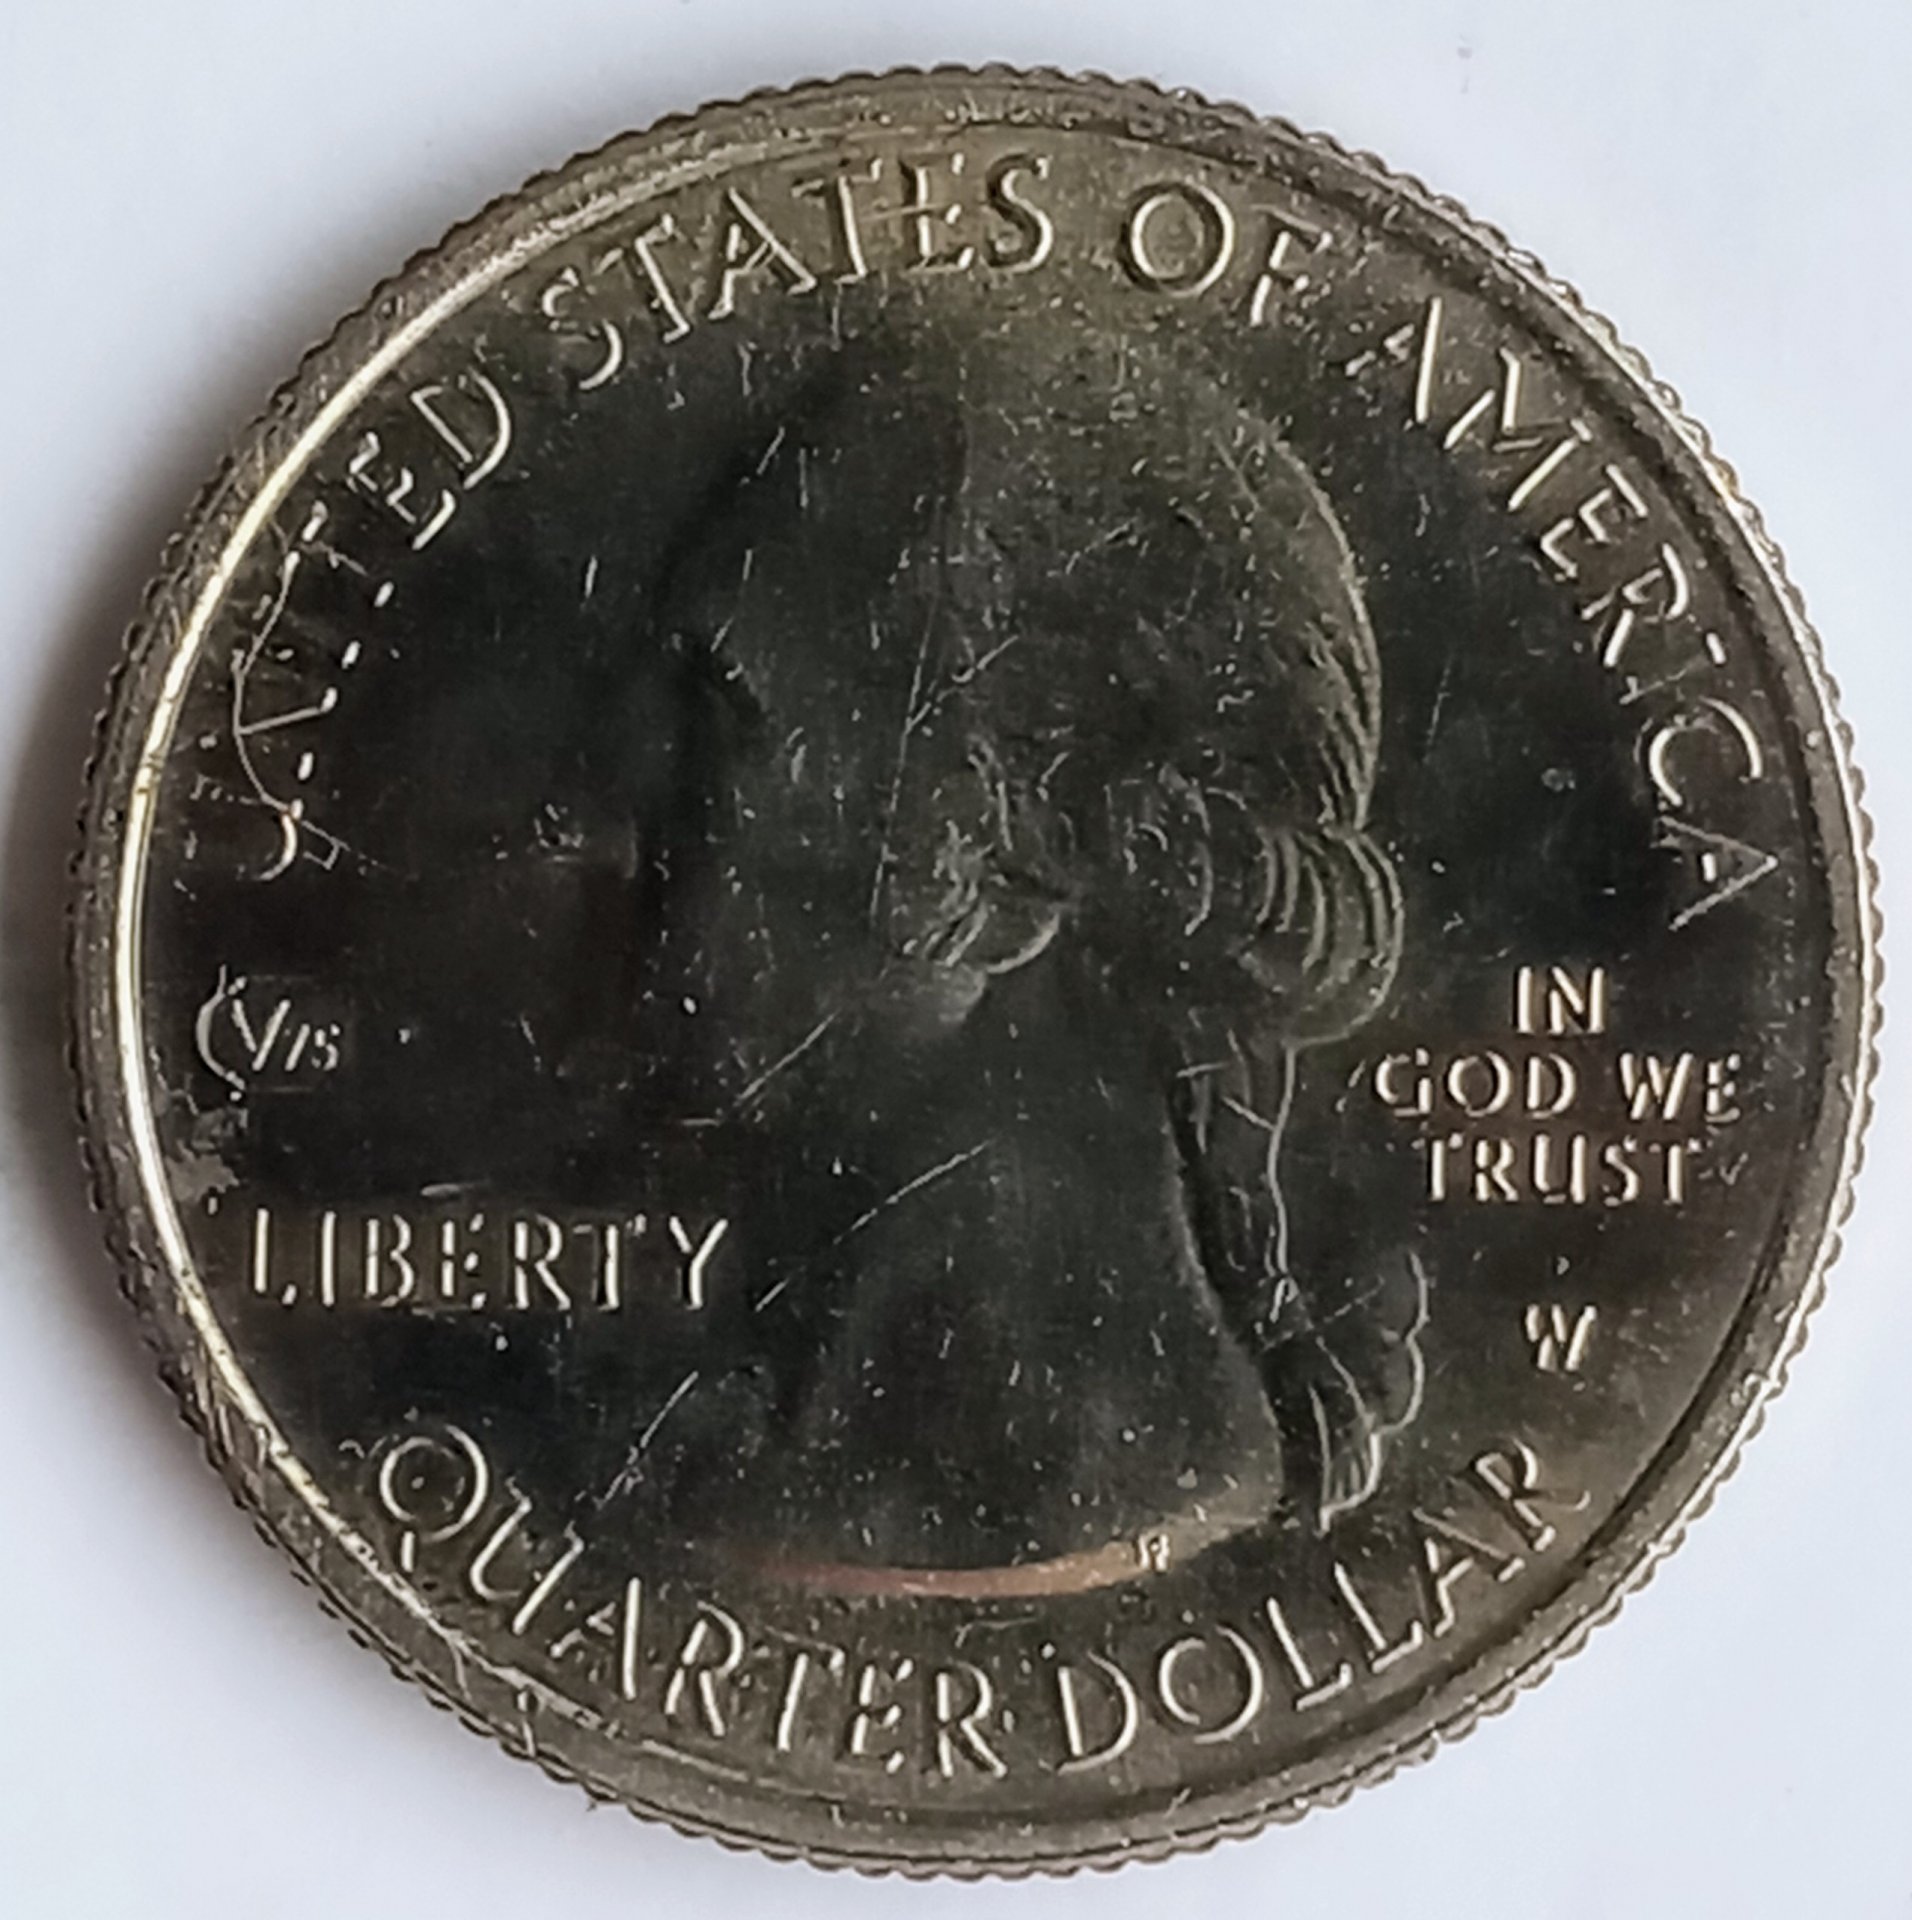 UNITED STATES OF AMERICA
IN
GOD WE
TRUST
LIBERTY
W
QUARTER DOLLAR